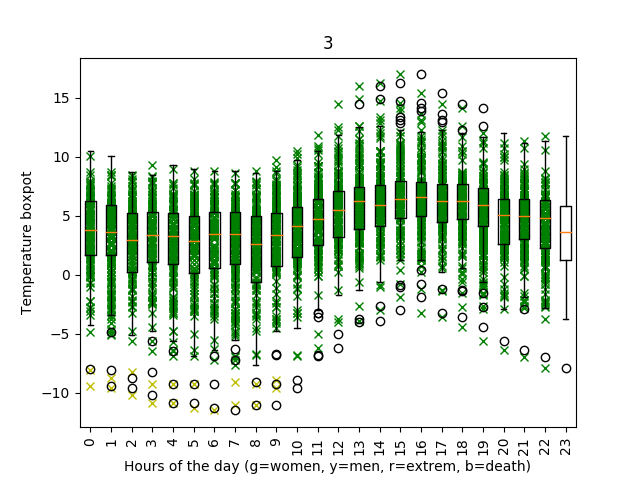 3
Temperature boxpot
15
10
5
0
−5
−10
0 1 2 3 4 5 6 7 8 9 10 11 12 13 14 15 16 17 18 19 20 21 22 23
Hours of the day (g=women, y=men, r=extrem, b=death)